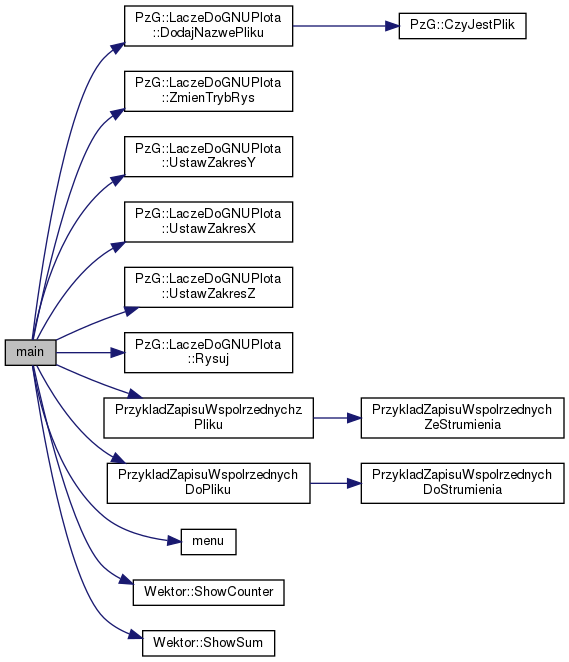 PzG::LaczeDoGNUPlota
::DodajNazwePliku
PzG::CzyJestPlik
PzG::LaczeDoGNUPlota
::ZmienTrybRys
PzG::LaczeDoGNUPlota
::UstawZakresY
PzG::LaczeDoGNUPlota
::UstawZakresX
PzG::LaczeDoGNUPlota
::UstawZakresZ
main
PzG::LaczeDoGNUPlota
::Rysuj
PrzykladZapisuWspolrzednychz
Pliku
PrzykladZapisuWspolrzednych
ZeStrumienia
PrzykladZapisuWspolrzednych
DoPliku
PrzykladZapisuWspolrzednych
DoStrumienia
menu
Wektor::ShowCounter
Wektor::ShowSum